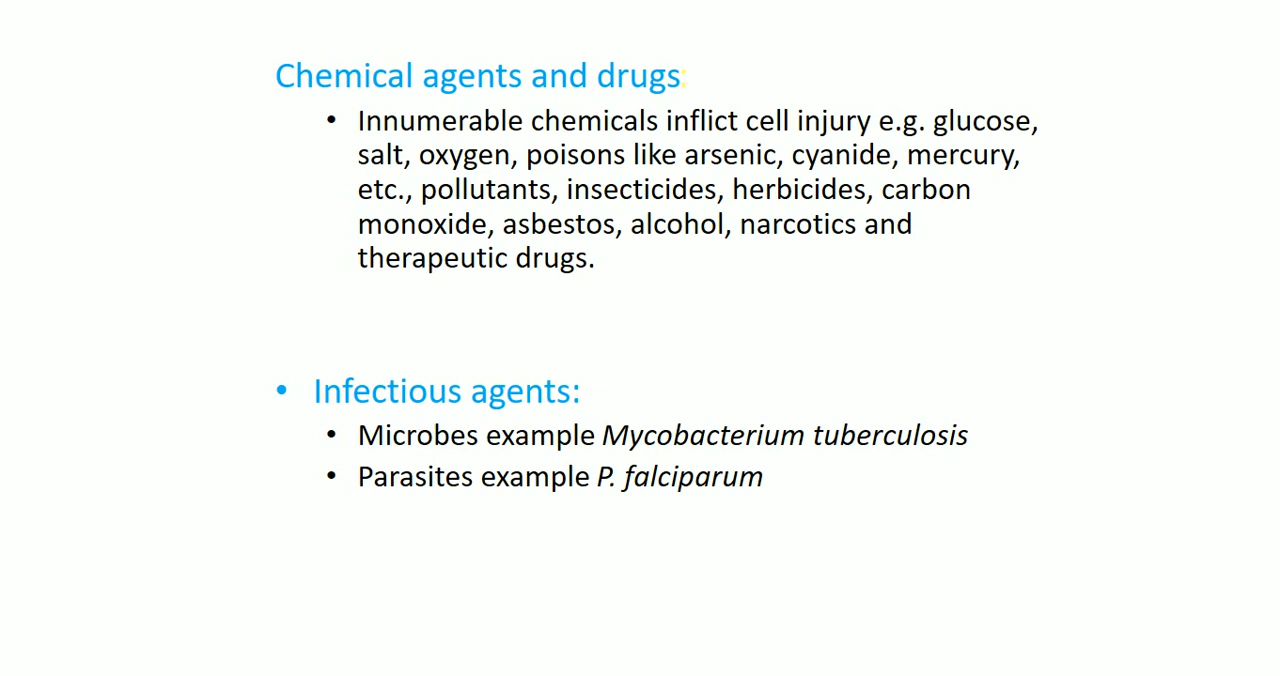 Chemical agents and drugs:
• Innumerable chemicals inflict cell injury e.g. glucose,
salt, oxygen, poisons like arsenic, cyanide, mercury,
etc., pollutants, insecticides, herbicides, carbon
monoxide, asbestos, alcohol, narcotics and
therapeutic drugs.
• Infectious agents:
• Microbes example Mycobacterium tuberculosis
• Parasites example P. falciparum